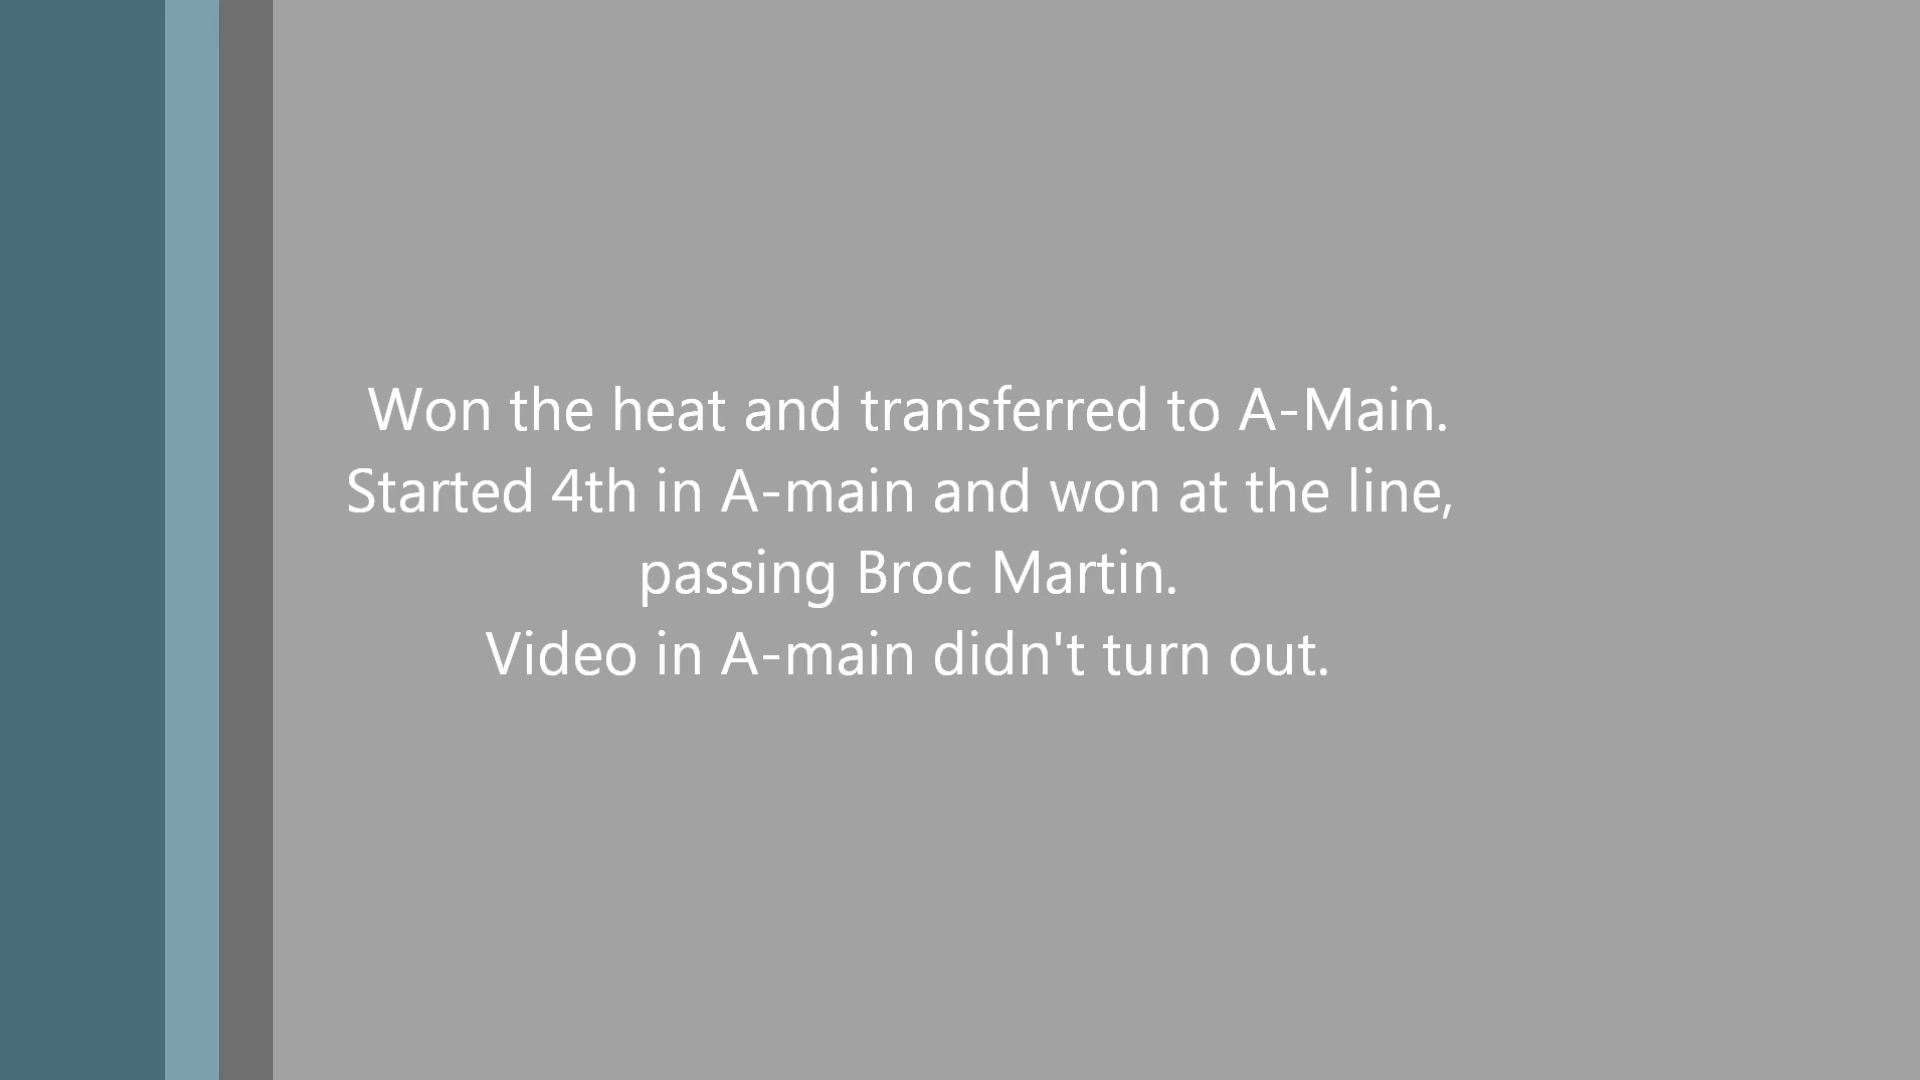 Won the heat and transferred to A-Main.
Started 4th in A-main and won at the line,
passing Broc Martin.
Video in A-main didn't turn out.